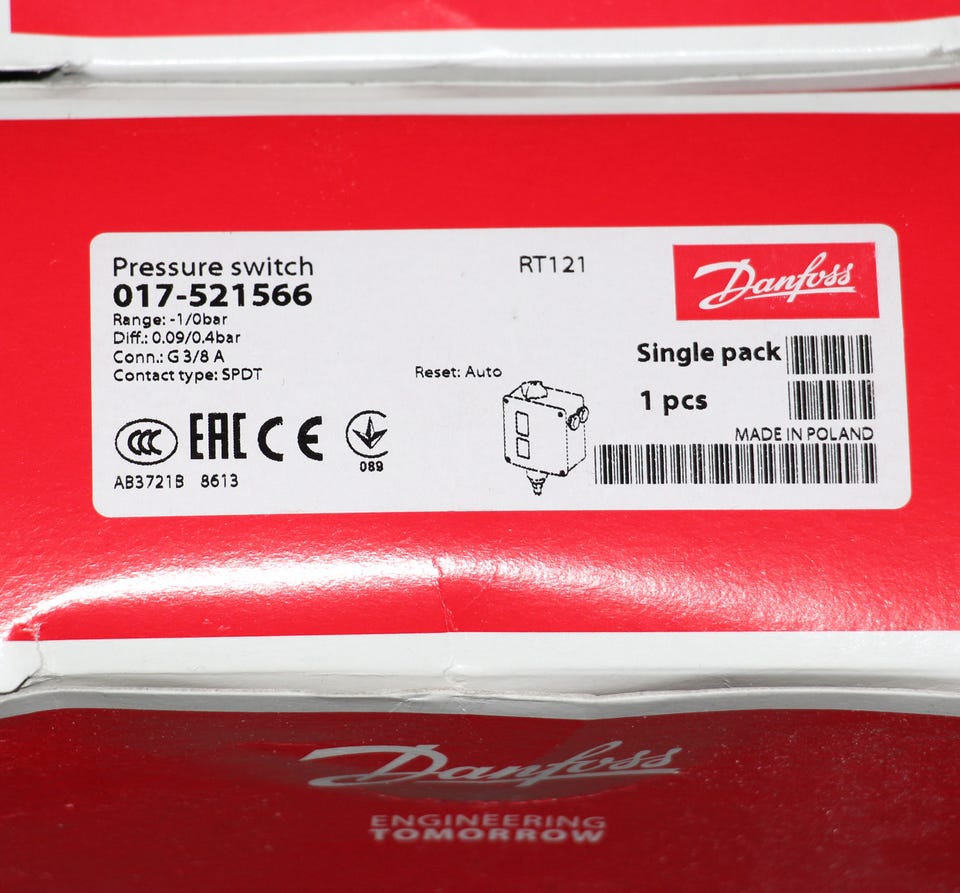 Pressure switch
017-521566
Range: -1/0bar
Diff.: 0.09/0.4bar
Conn.: G 3/8 A
Contact type: SPDT
RT121
Reset: Auto
Danfoss
Single pack
1 pcs
MADE IN POLAND
CCC EAC CE
089
AB3721B 8613
Danfoss
ENGINEERING
TOMORROW